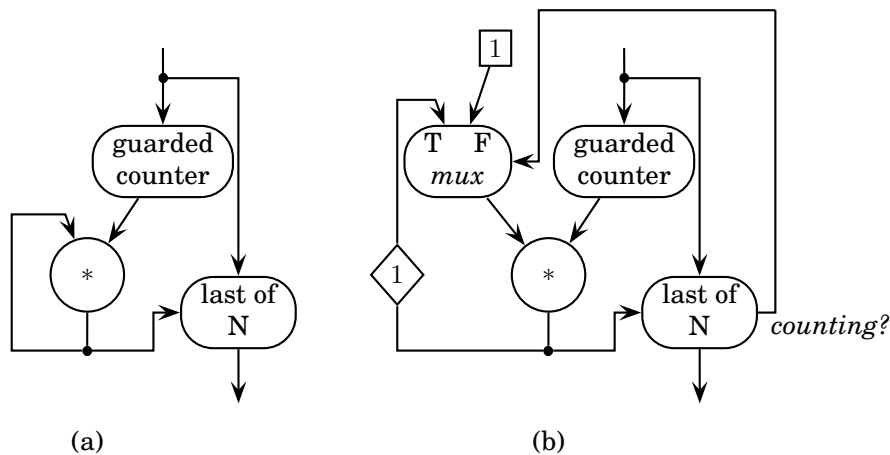 guarded
counter
*
last of
N
(a)
1
T F
mux
guarded
counter
1
*
last of
N
counting?
(b)